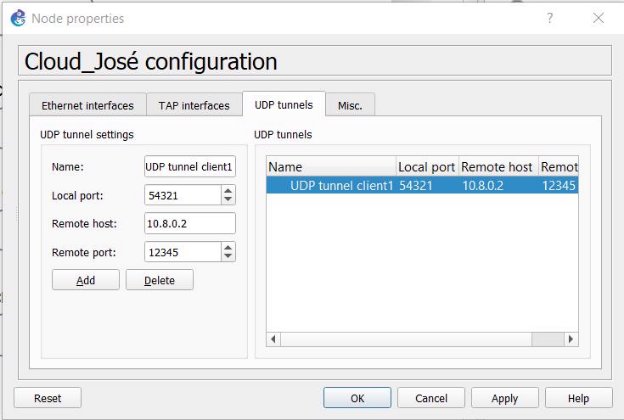 Node properties
?
Cloud_José configuration
Ethernet interfaces TAP interfaces UDP tunnels Misc.
UDP tunnel settings
Name: UDP tunnel client1
Local port: 54321
Remote host: 10.8.0.2
Remote port: 12345
Add Delete
UDP tunnels
Name Local port Remote host Remot
UDP tunnel client1 54321 10.8.0.2 12345
Reset OK Cancel Apply Help